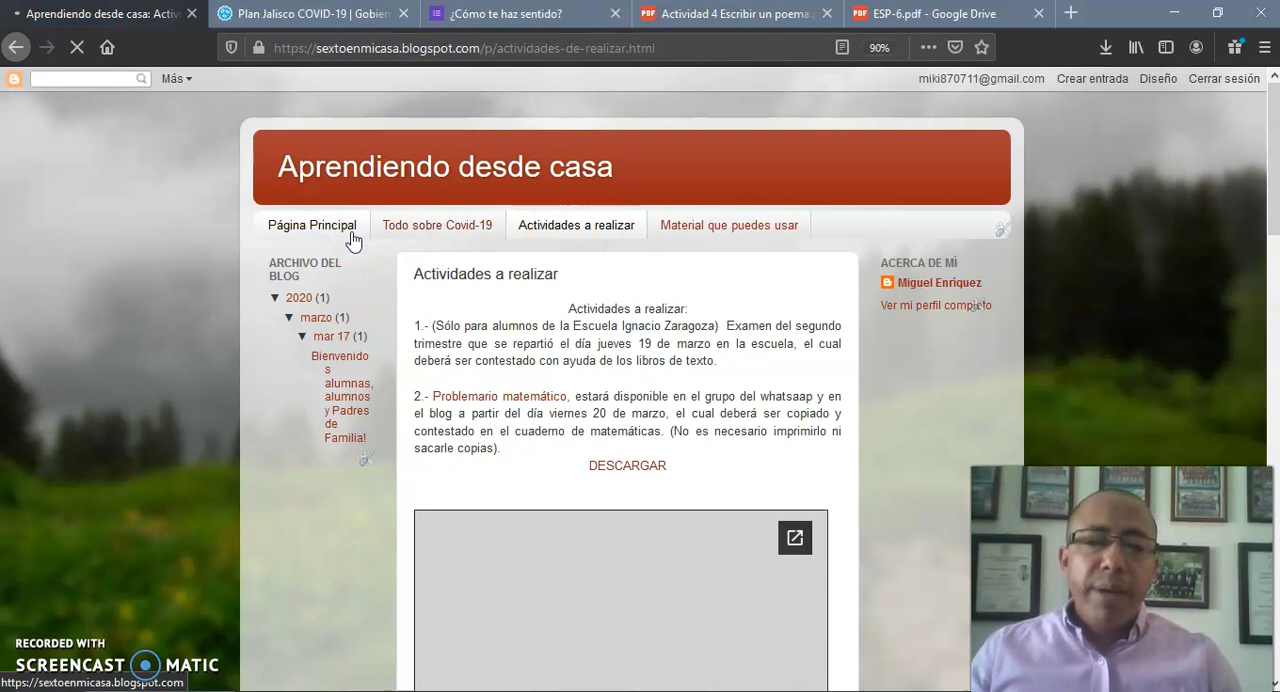 Aprendiendo desde casa: Activ
Plan Jalisco COVID-19 | Gobiern
¿Cómo te haz sentido?
Actividad 4 Escribir un poema.p
ESP-6.pdf - Google Drive
https://sextoenmicasa.blogspot.com/p/actividades-de-realizar.html
90%
Más
miki870711@gmail.com
Crear entrada
Diseño
Cerrar sesión
Aprendiendo desde casa
Página Principal
Todo sobre Covid-19
Actividades a realizar
Material que puedes usar
ARCHIVO DEL
BLOG
▼ 2020 (1)
▼ marzo (1)
▼ mar 17 (1)
Bienvenido
s
alumnas,
alumnos
y Padres
de
Familia!
Actividades a realizar
Actividades a realizar:
1.- (Sólo para alumnos de la Escuela Ignacio Zaragoza) Examen del segundo
trimestre que se repartió el día jueves 19 de marzo en la escuela, el cual
deberá ser contestado con ayuda de los libros de texto.
2.- Problemario matemático, estará disponible en el grupo del whatsaap y en
el blog a partir del día viernes 20 de marzo, el cual deberá ser copiado y
contestado en el cuaderno de matemáticas. (No es necesario imprimirlo ni
sacarle copias).
DESCARGAR
ACERCA DE MÍ
Miguel Enríquez
Ver mi perfil completo
RECORDED WITH
SCREENCAST MATIC
https://sextoenmicasa.blogspot.com